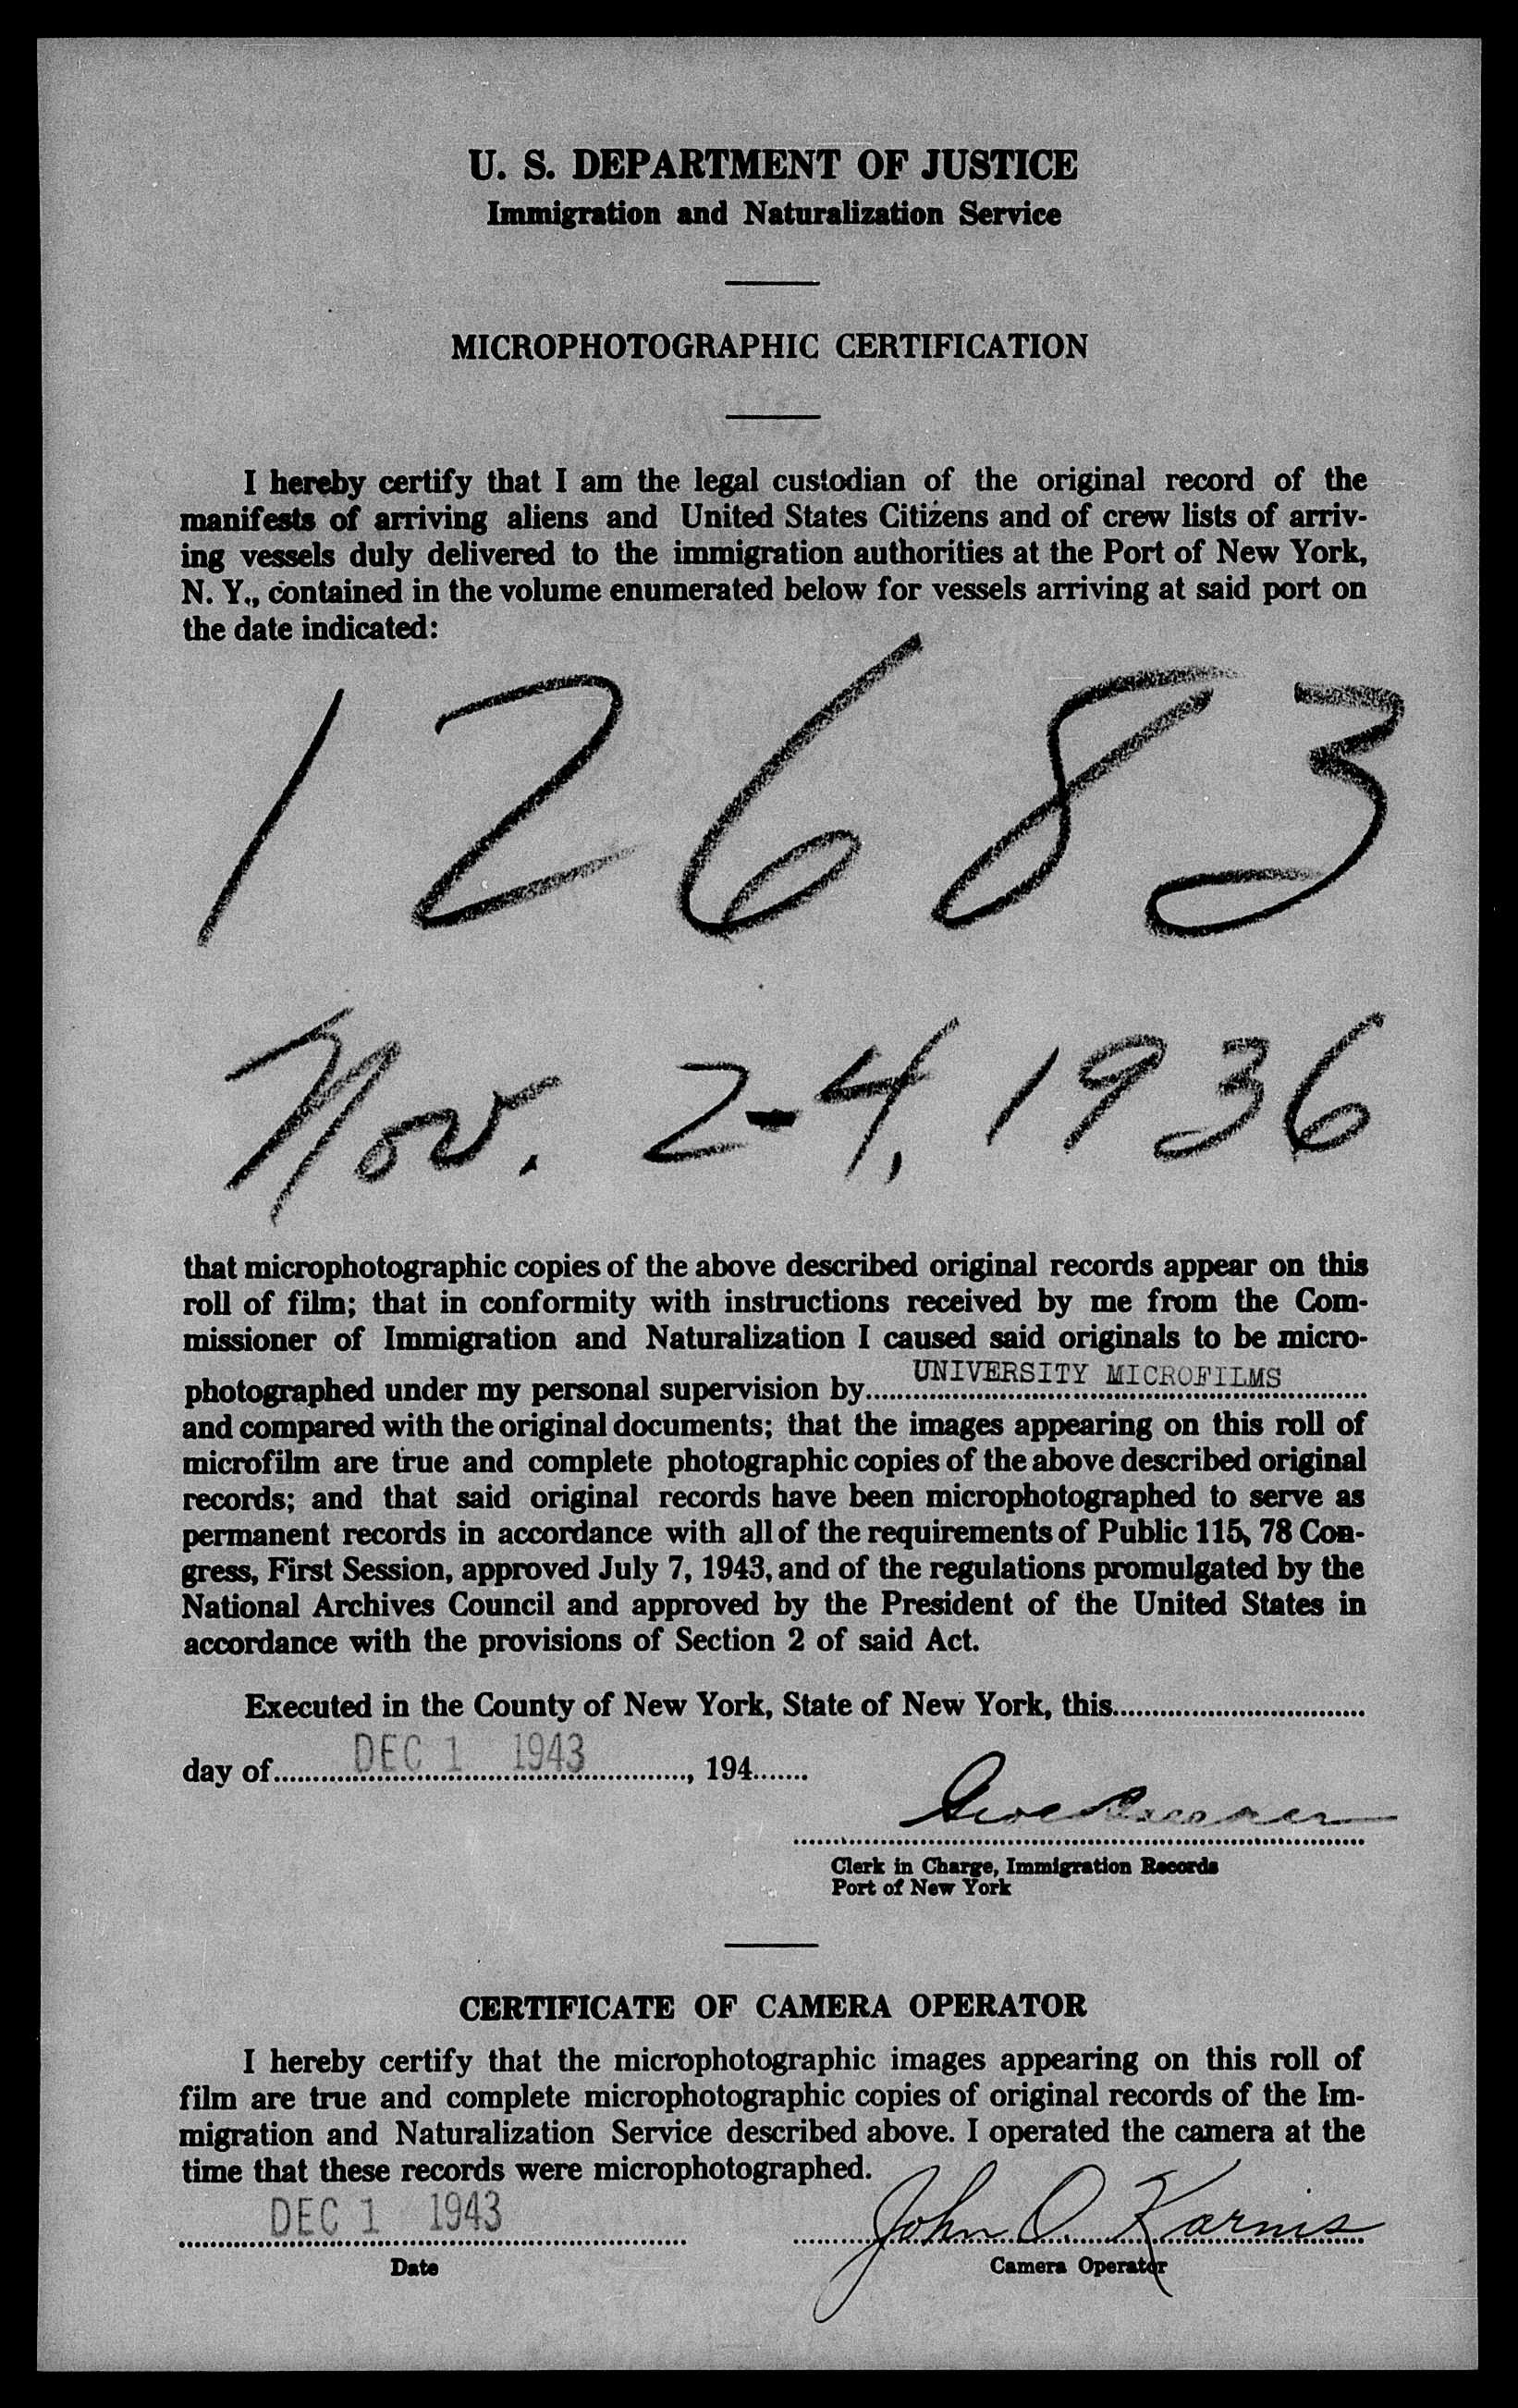 U. S. DEPARTMENT OF JUSTICE
Immigration and Naturalization Service
MICROPHOTOGRAPHIC CERTIFICATION
I hereby certify that I am the legal custodian of the original record of the
manifests of arriving aliens and United States Citizens and of crew lists of arriv-
ing vessels duly delivered to the immigration authorities at the Port of New York,
N. Y., contained in the volume enumerated below for vessels arriving at said port on
the date indicated:
12683
Nov. 2-4, 1936
that microphotographic copies of the above described original records appear on this
roll of film; that in conformity with instructions received by me from the Com-
missioner of Immigration and Naturalization I caused said originals to be micro-
photographed under my personal supervision by UNIVERSITY MICROFILMS
and compared with the original documents; that the images appearing on this roll of
microfilm are true and complete photographic copies of the above described original
records; and that said original records have been microphotographed to serve as
permanent records in accordance with all of the requirements of Public 115, 78 Con-
gress, First Session, approved July 7, 1943, and of the regulations promulgated by the
National Archives Council and approved by the President of the United States in
accordance with the provisions of Section 2 of said Act.
Executed in the County of New York, State of New York, this
day of DEC 1 1943, 194
Clerk in Charge, Immigration Records
Port of New York
CERTIFICATE OF CAMERA OPERATOR
I hereby certify that the microphotographic images appearing on this roll of
film are true and complete microphotographic copies of original records of the Im-
migration and Naturalization Service described above. I operated the camera at the
time that these records were microphotographed.
DEC 1 1943 John O. Karnis
Date Camera Operator